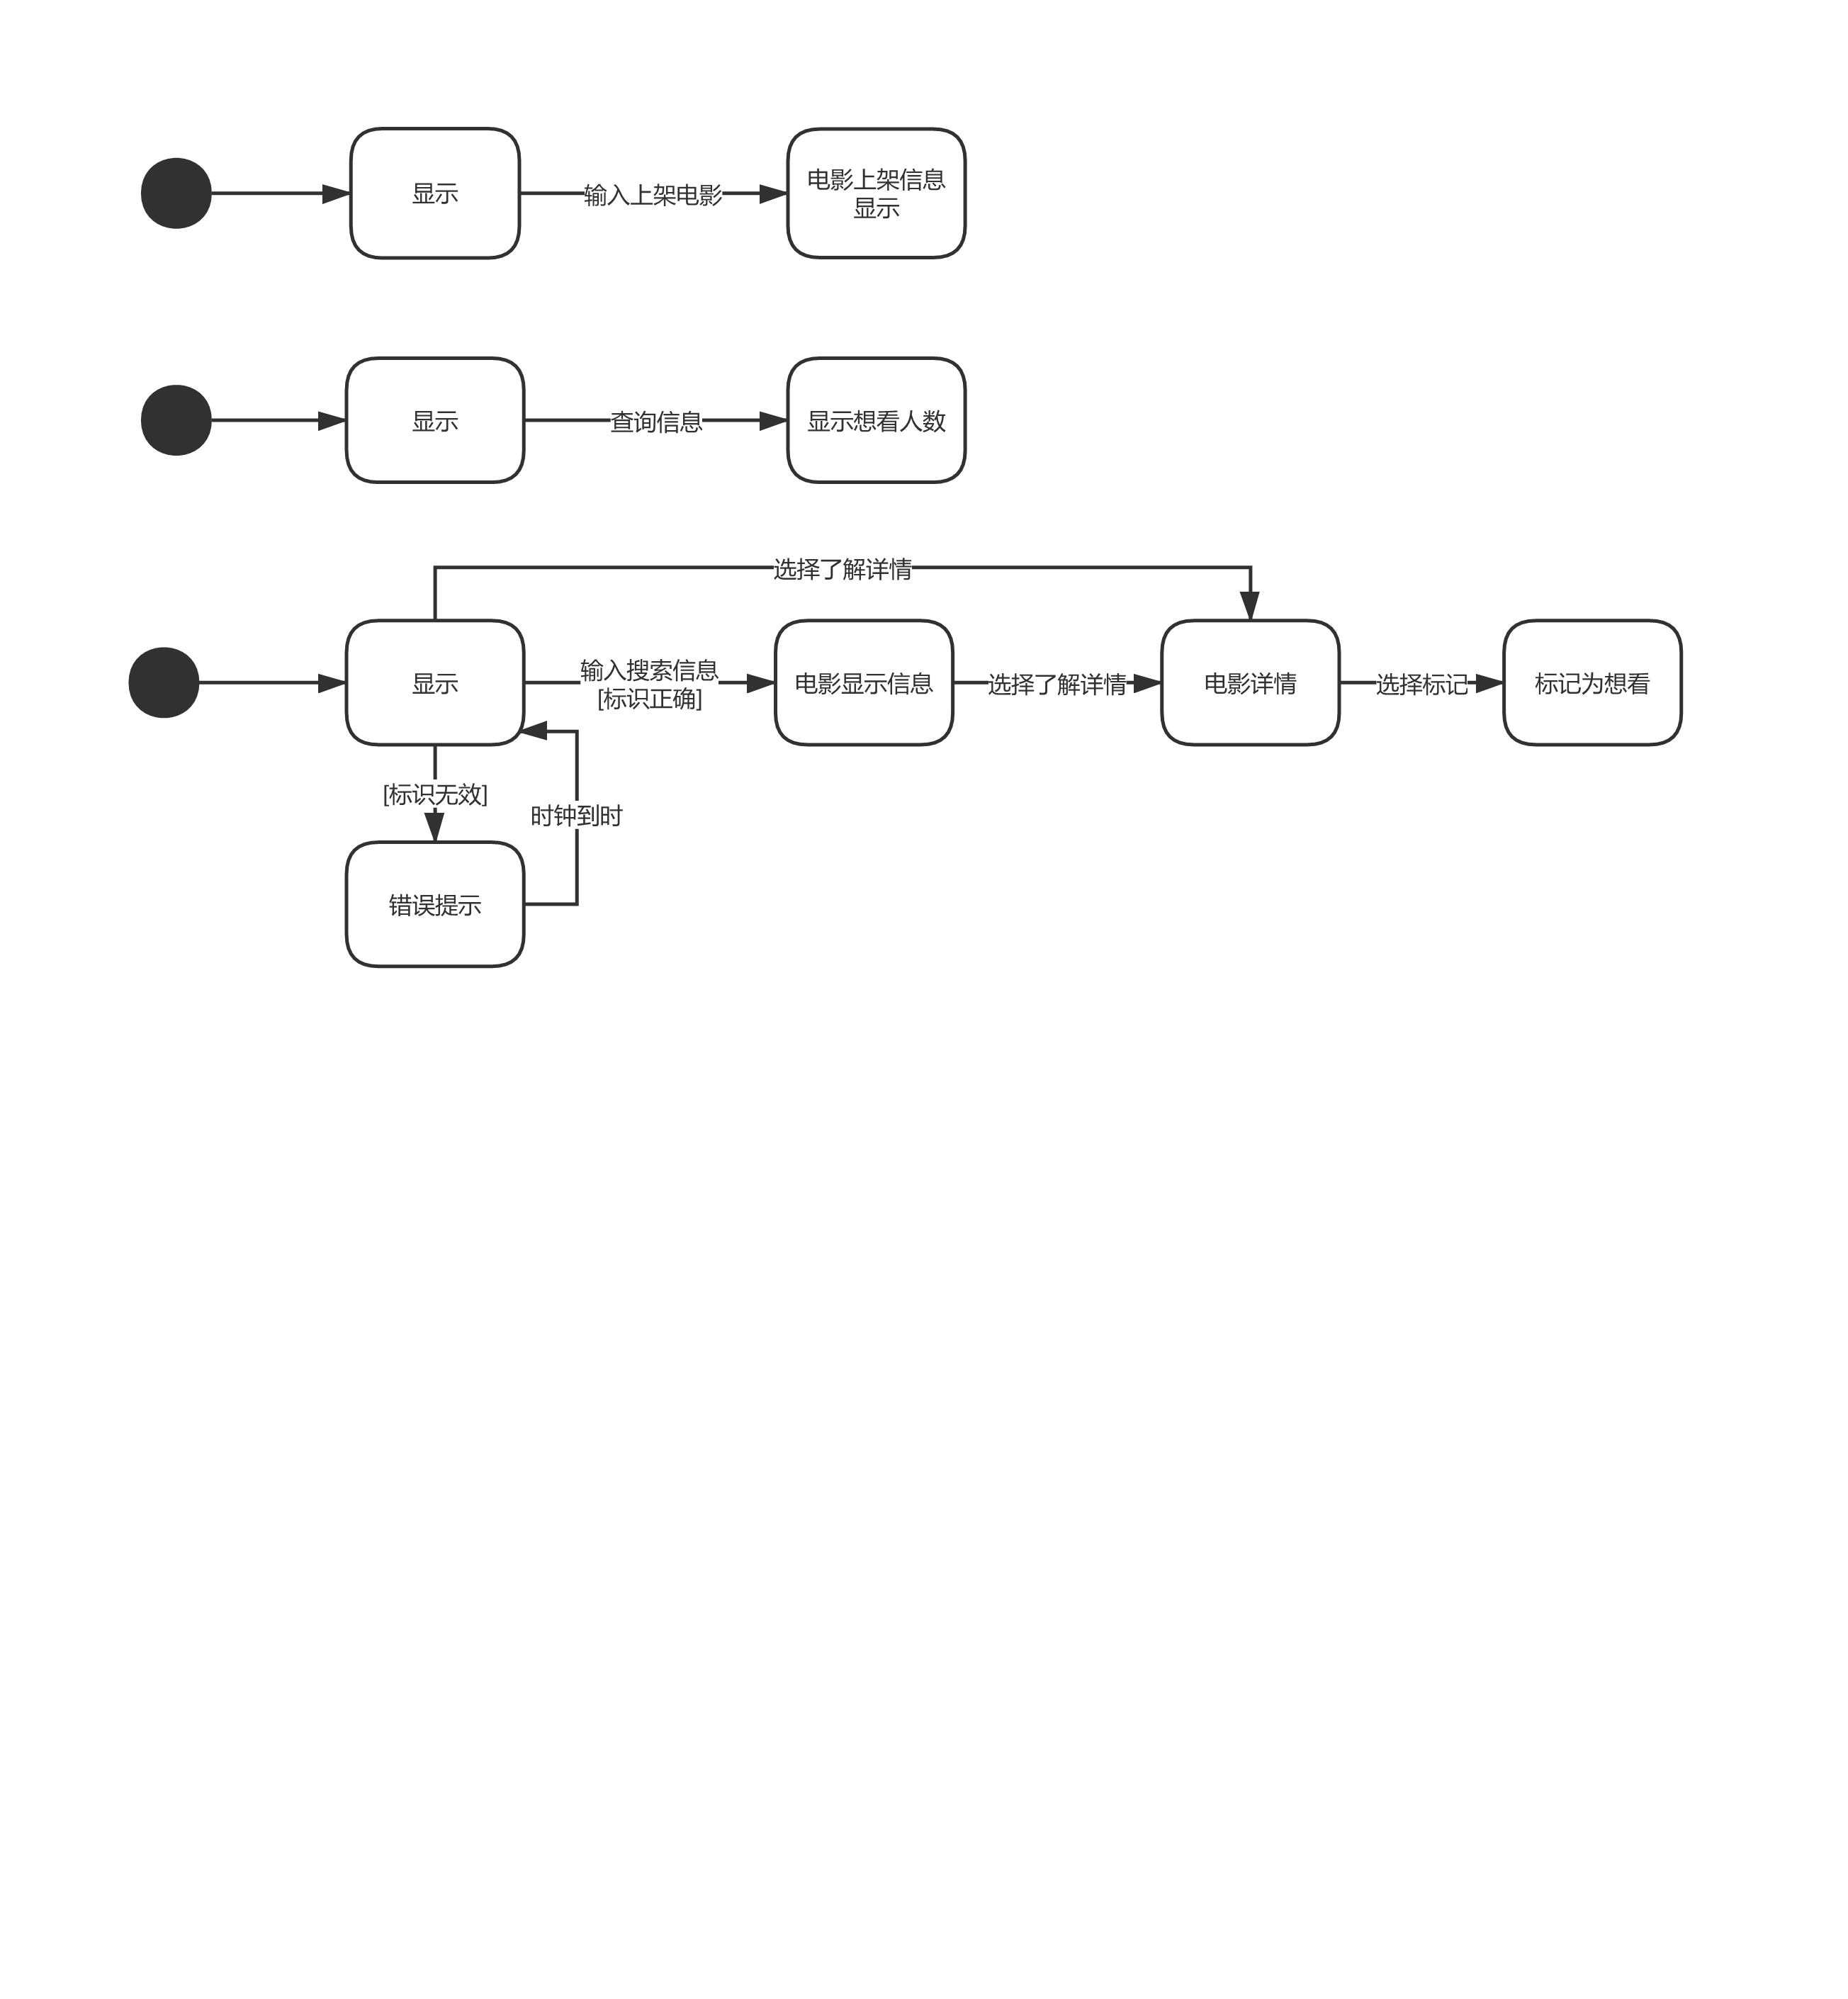 显示
输入上架电影
电影上架信息
显示
显示
查询信息
显示想看人数
选择了解详情
显示
输入搜索信息
[标识正确]
电影显示信息
选择了解详情
电影详情
选择标记
标记为想看
[标识无效]
时钟到时
错误提示